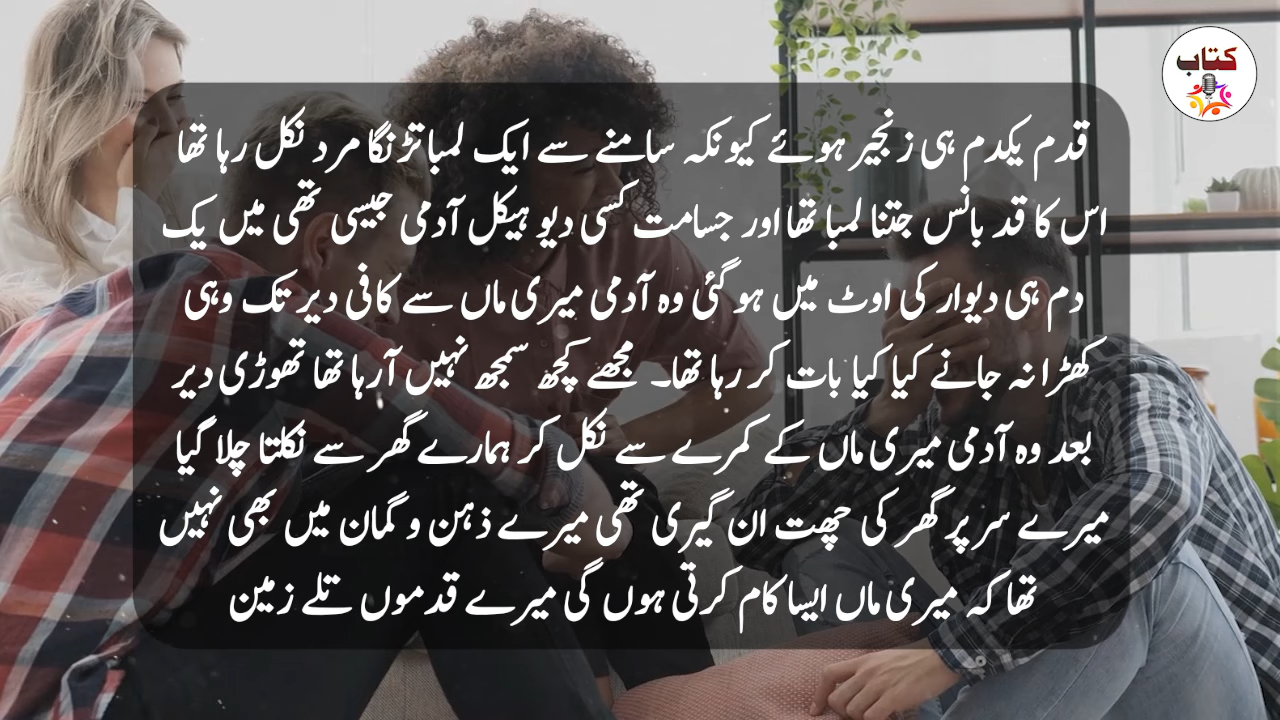 کتاب
قدم یکدم ہی زنجیر ہوئے کیونکہ سامنے سے ایک لمبا تڑنگا مرد نکل رہا تھا
اس کا قد بانس جتنا لمبا تھا اور جسامت کسی دیو ہیکل آدمی جیسی تھی میں یک
دم ہی دیوار کی اوٹ میں ہو گئی وہ آدمی میری ماں سے کافی دیر تک وہی
کھڑا نہ جانے کیا کیا بات کر رہا تھا۔ مجھے کچھ سمجھ نہیں آرہا تھا تھوڑی دیر
بعد وہ آدمی میری ماں کے کمرے سے نکل کر ہمارے گھر سے نکلتا چلا گیا
میرے سر پر گھر کی چھت ان گیری تھی میرے ذہن و گمان میں بھی نہیں
تھا کہ میری ماں ایسا کام کرتی ہوں گی میرے قدموں تلے زمین